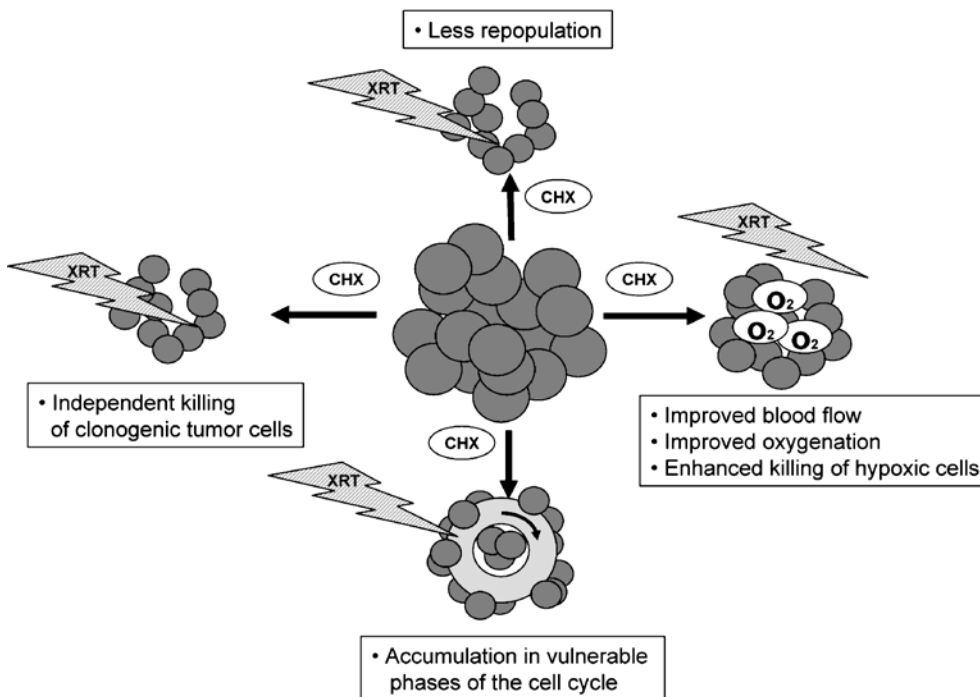 • Less repopulation
XRT
CHX
XRT
XRT
CHX
CHX
O2
O2
O2
• Independent killing
of clonogenic tumor cells
• Improved blood flow
• Improved oxygenation
• Enhanced killing of hypoxic cells
CHX
XRT
• Accumulation in vulnerable
phases of the cell cycle